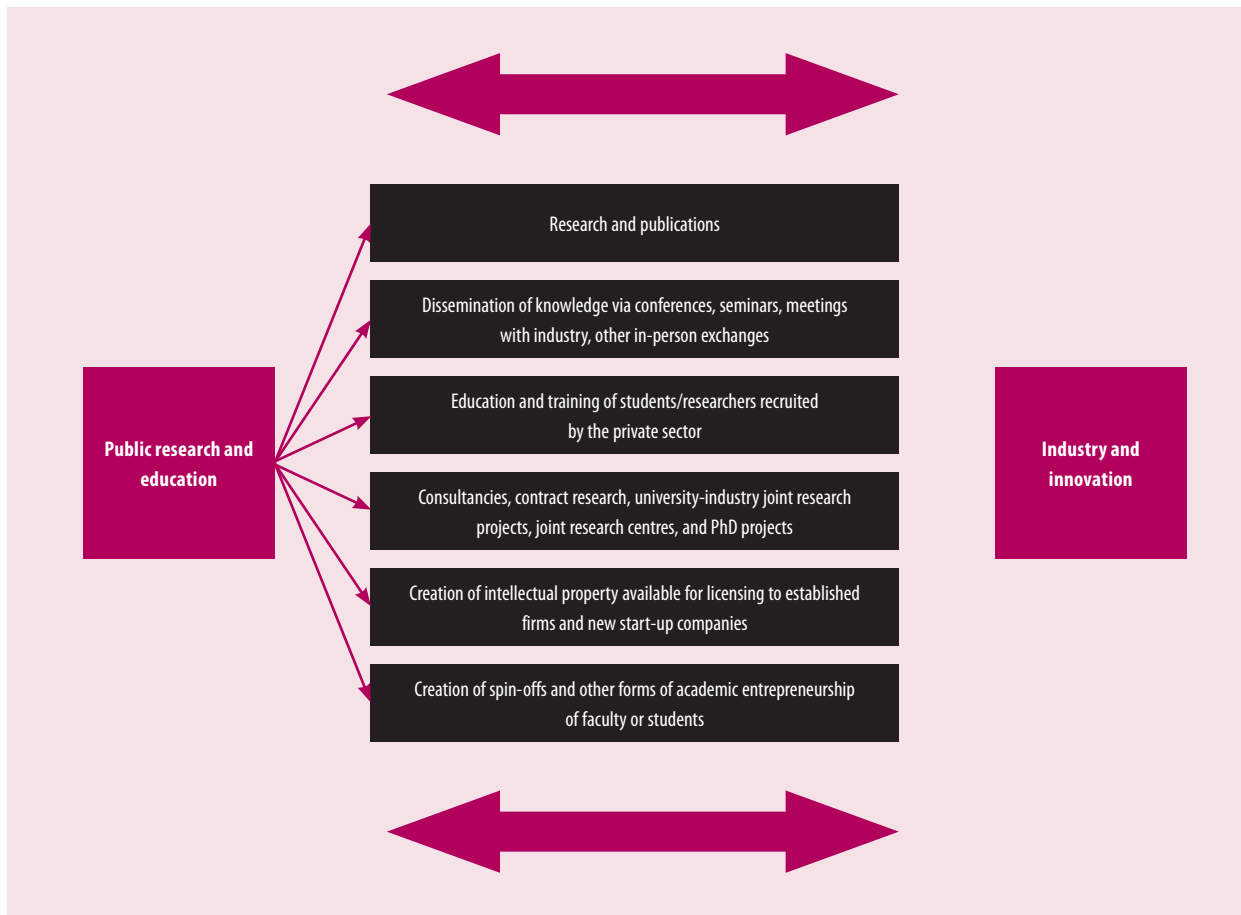 Research and publications
Dissemination of knowledge via conferences, seminars, meetings
with industry, other in-person exchanges
Education and training of students/researchers recruited
by the private sector
Public research and
education
Industry and
innovation
Consultancies, contract research, university-industry joint research
projects, joint research centres, and PhD projects
Creation of intellectual property available for licensing to established
firms and new start-up companies
Creation of spin-offs and other forms of academic entrepreneurship
of faculty or students